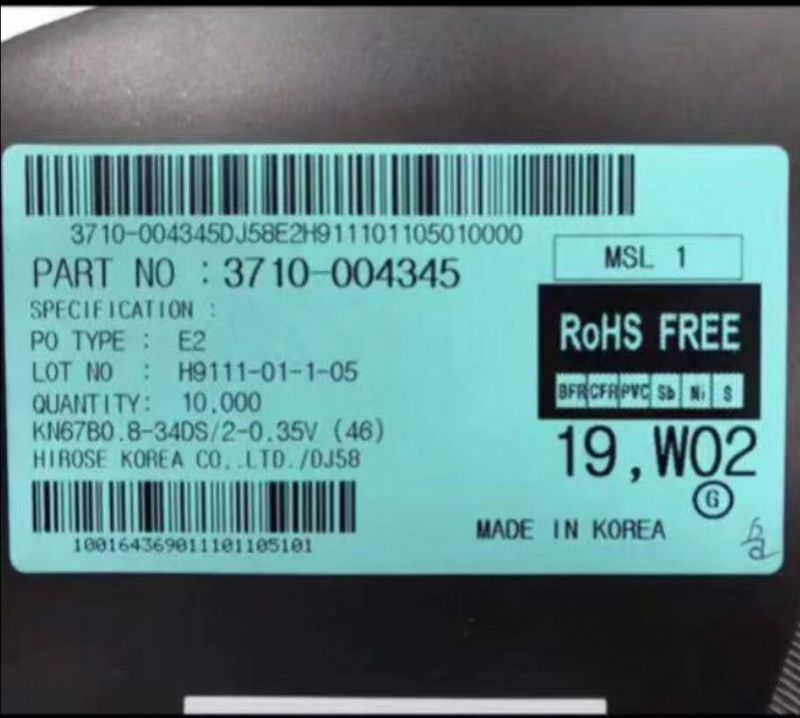 3710-004345DJ58E2H911101105010000
PART NO : 3710-004345
MSL 1
SPECIFICATION :
RoHS FREE
PO TYPE : E2
LOT NO : H9111-01-1-05
BFR CFR PVC Sb Ni S
QUANTITY: 10,000
KN67B0.8-34DS/2-0.35V (46)
19,W02
HIROSE KOREA CO,.LTD./DJ58
G
MADE IN KOREA
100164369011101105101